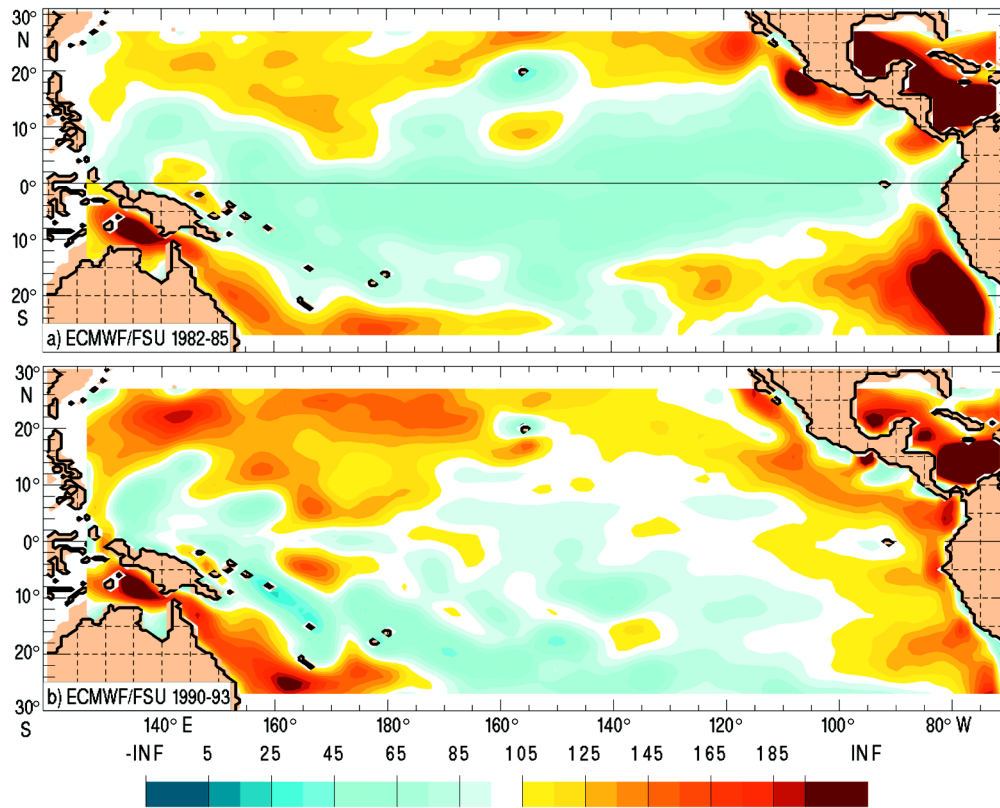 30°
N
20°
10°
0°
10°
20°
S
a) ECMWF/FSU 1982-85
30°
N
20°
10°
0°
10°
20°
30°
S
b) ECMWF/FSU 1990-93
140° E 160° 180° 160° 140° 120° 100° 80° W
-INF 5 25 45 65 85 105 125 145 165 185 INF